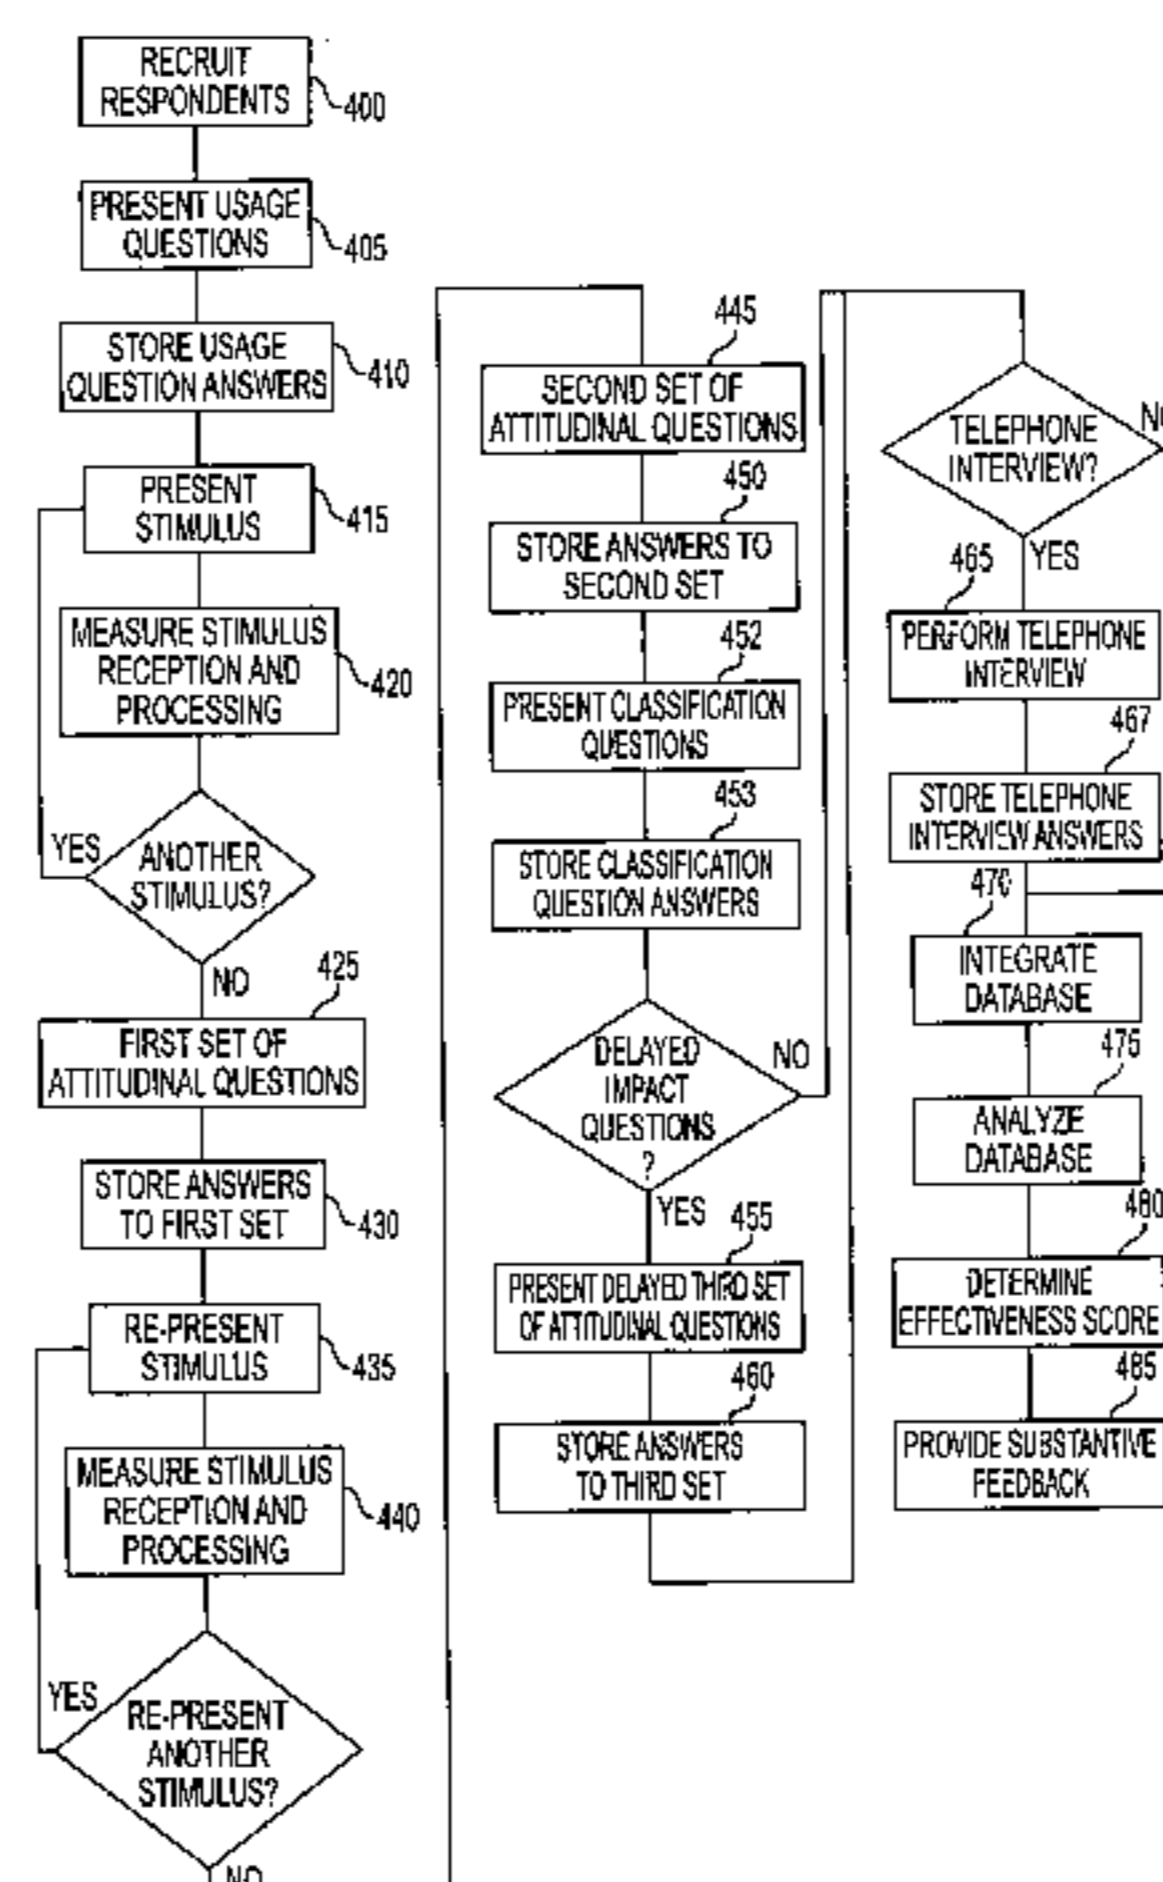 RECRUIT
RESPONDENTS
400
PRESENT USAGE
QUESTIONS
405
STORE USAGE
QUESTION ANSWERS
410
PRESENT
STIMULUS
415
MEASURE STIMULUS
RECEPTION AND
PROCESSING
420
YES
ANOTHER
STIMULUS?
NO
425
FIRST SET OF
ATTITUDINAL QUESTIONS
STORE ANSWERS
TO FIRST SET
430
RE-PRESENT
STIMULUS
435
MEASURE STIMULUS
RECEPTION AND
PROCESSING
440
YES
RE-PRESENT
ANOTHER
STIMULUS?
NO
445
SECOND SET OF
ATTITUDINAL QUESTIONS
450
STORE ANSWERS TO
SECOND SET
452
PRESENT CLASSIFICATION
QUESTIONS
453
STORE CLASSIFICATION
QUESTION ANSWERS
DELAYED
IMPACT
QUESTIONS
?
NO
YES
455
PRESENT DELAYED THIRD SET
OF ATTITUDINAL QUESTIONS
460
STORE ANSWERS
TO THIRD SET
TELEPHONE
INTERVIEW?
NO
YES
465
PERFORM TELEPHONE
INTERVIEW
467
STORE TELEPHONE
INTERVIEW ANSWERS
470
INTEGRATE
DATABASE
475
ANALYZE
DATABASE
480
DETERMINE
EFFECTIVENESS SCORE
485
PROVIDE SUBSTANTIVE
FEEDBACK